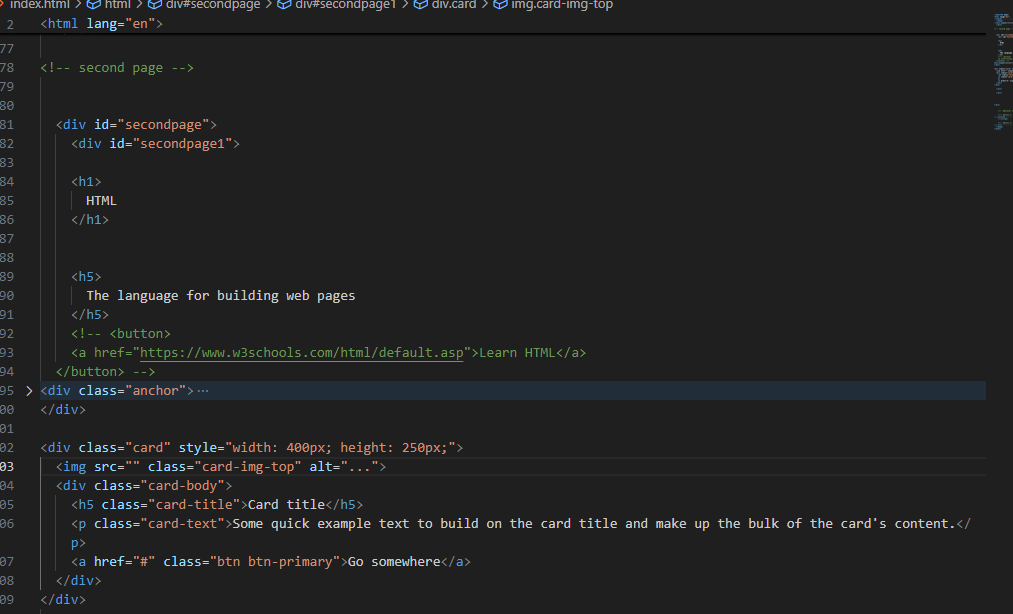 index.html > html > div#secondpage > div#secondpage1 > div.card > img.card-img-top
2 <html lang="en">
77
78 <!-- second page -->
79
80
81 <div id="secondpage">
82 <div id="secondpage1">
83
84 <h1>
85 HTML
86 </h1>
87
88
89 <h5>
90 The language for building web pages
91 </h5>
92 <!-- <button>
93 <a href="https://www.w3schools.com/html/default.asp">Learn HTML</a>
94 </button> -->
95 > <div class="anchor"> ...
00 </div>
01
02 <div class="card" style="width: 400px; height: 250px;">
03 <img src="" class="card-img-top" alt="...">
04 <div class="card-body">
05 <h5 class="card-title">Card title</h5>
06 <p class="card-text">Some quick example text to build on the card title and make up the bulk of the card's content.</
p>
07 <a href="#" class="btn btn-primary">Go somewhere</a>
08 </div>
09 </div>